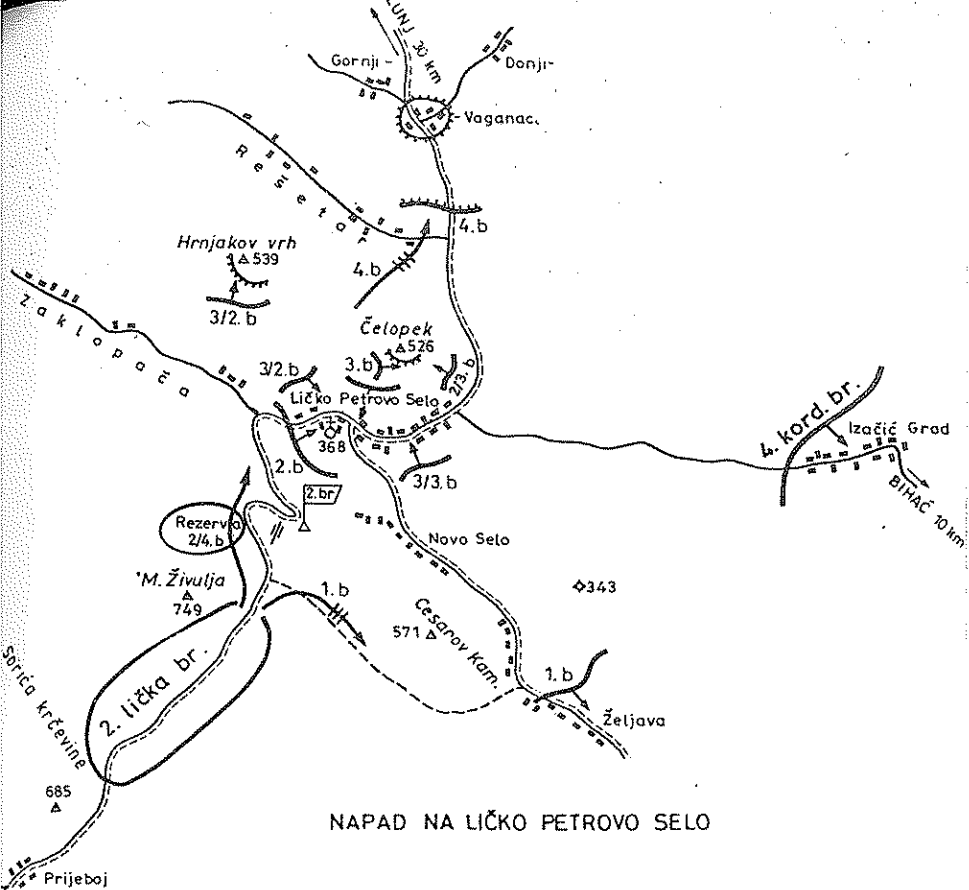 LUNJ 30 km
Gornji -
Donji-
- Vaganac.
Rešetar
4.b
4.b
Hrnjakov vrh
539
3/2. b
Zaklopača
Čelopek
526
3/2. b
3. b
2/3. b
Ličko Petrovo Selo
368
2.b
3/3. b
4. kord. br.
Izačić Grad
BIHAĆ 10 km
2.br
Rezerva
2/4.b
Novo Selo
343
M. Živulja
749
1. b
Cesarov Kam.
571
1. b
Željava
2. lička br.
Sorića krčevine
685
Prijeboj
NAPAD NA LIČKO PETROVO SELO